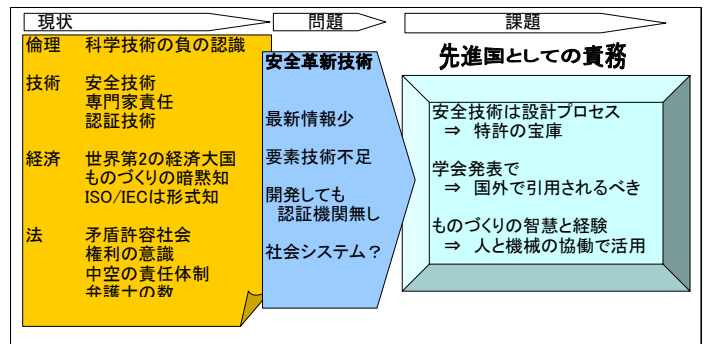 現状
問題
課題
倫理 科学技術の負の認識
技術 安全技術
専門家責任
認証技術
経済 世界第2の経済大国
ものづくりの暗黙知
ISO/IECは形式知
法 矛盾許容社会
権利の意識
中空の責任体制
弁護士の数
安全革新技術
最新情報少
要素技術不足
開発しても
認証機関無し
社会システム?
先進国としての責務
安全技術は設計プロセス
⇒ 特許の宝庫
学会発表で
⇒ 国外で引用されるべき
ものづくりの智慧と経験
⇒ 人と機械の協働で活用